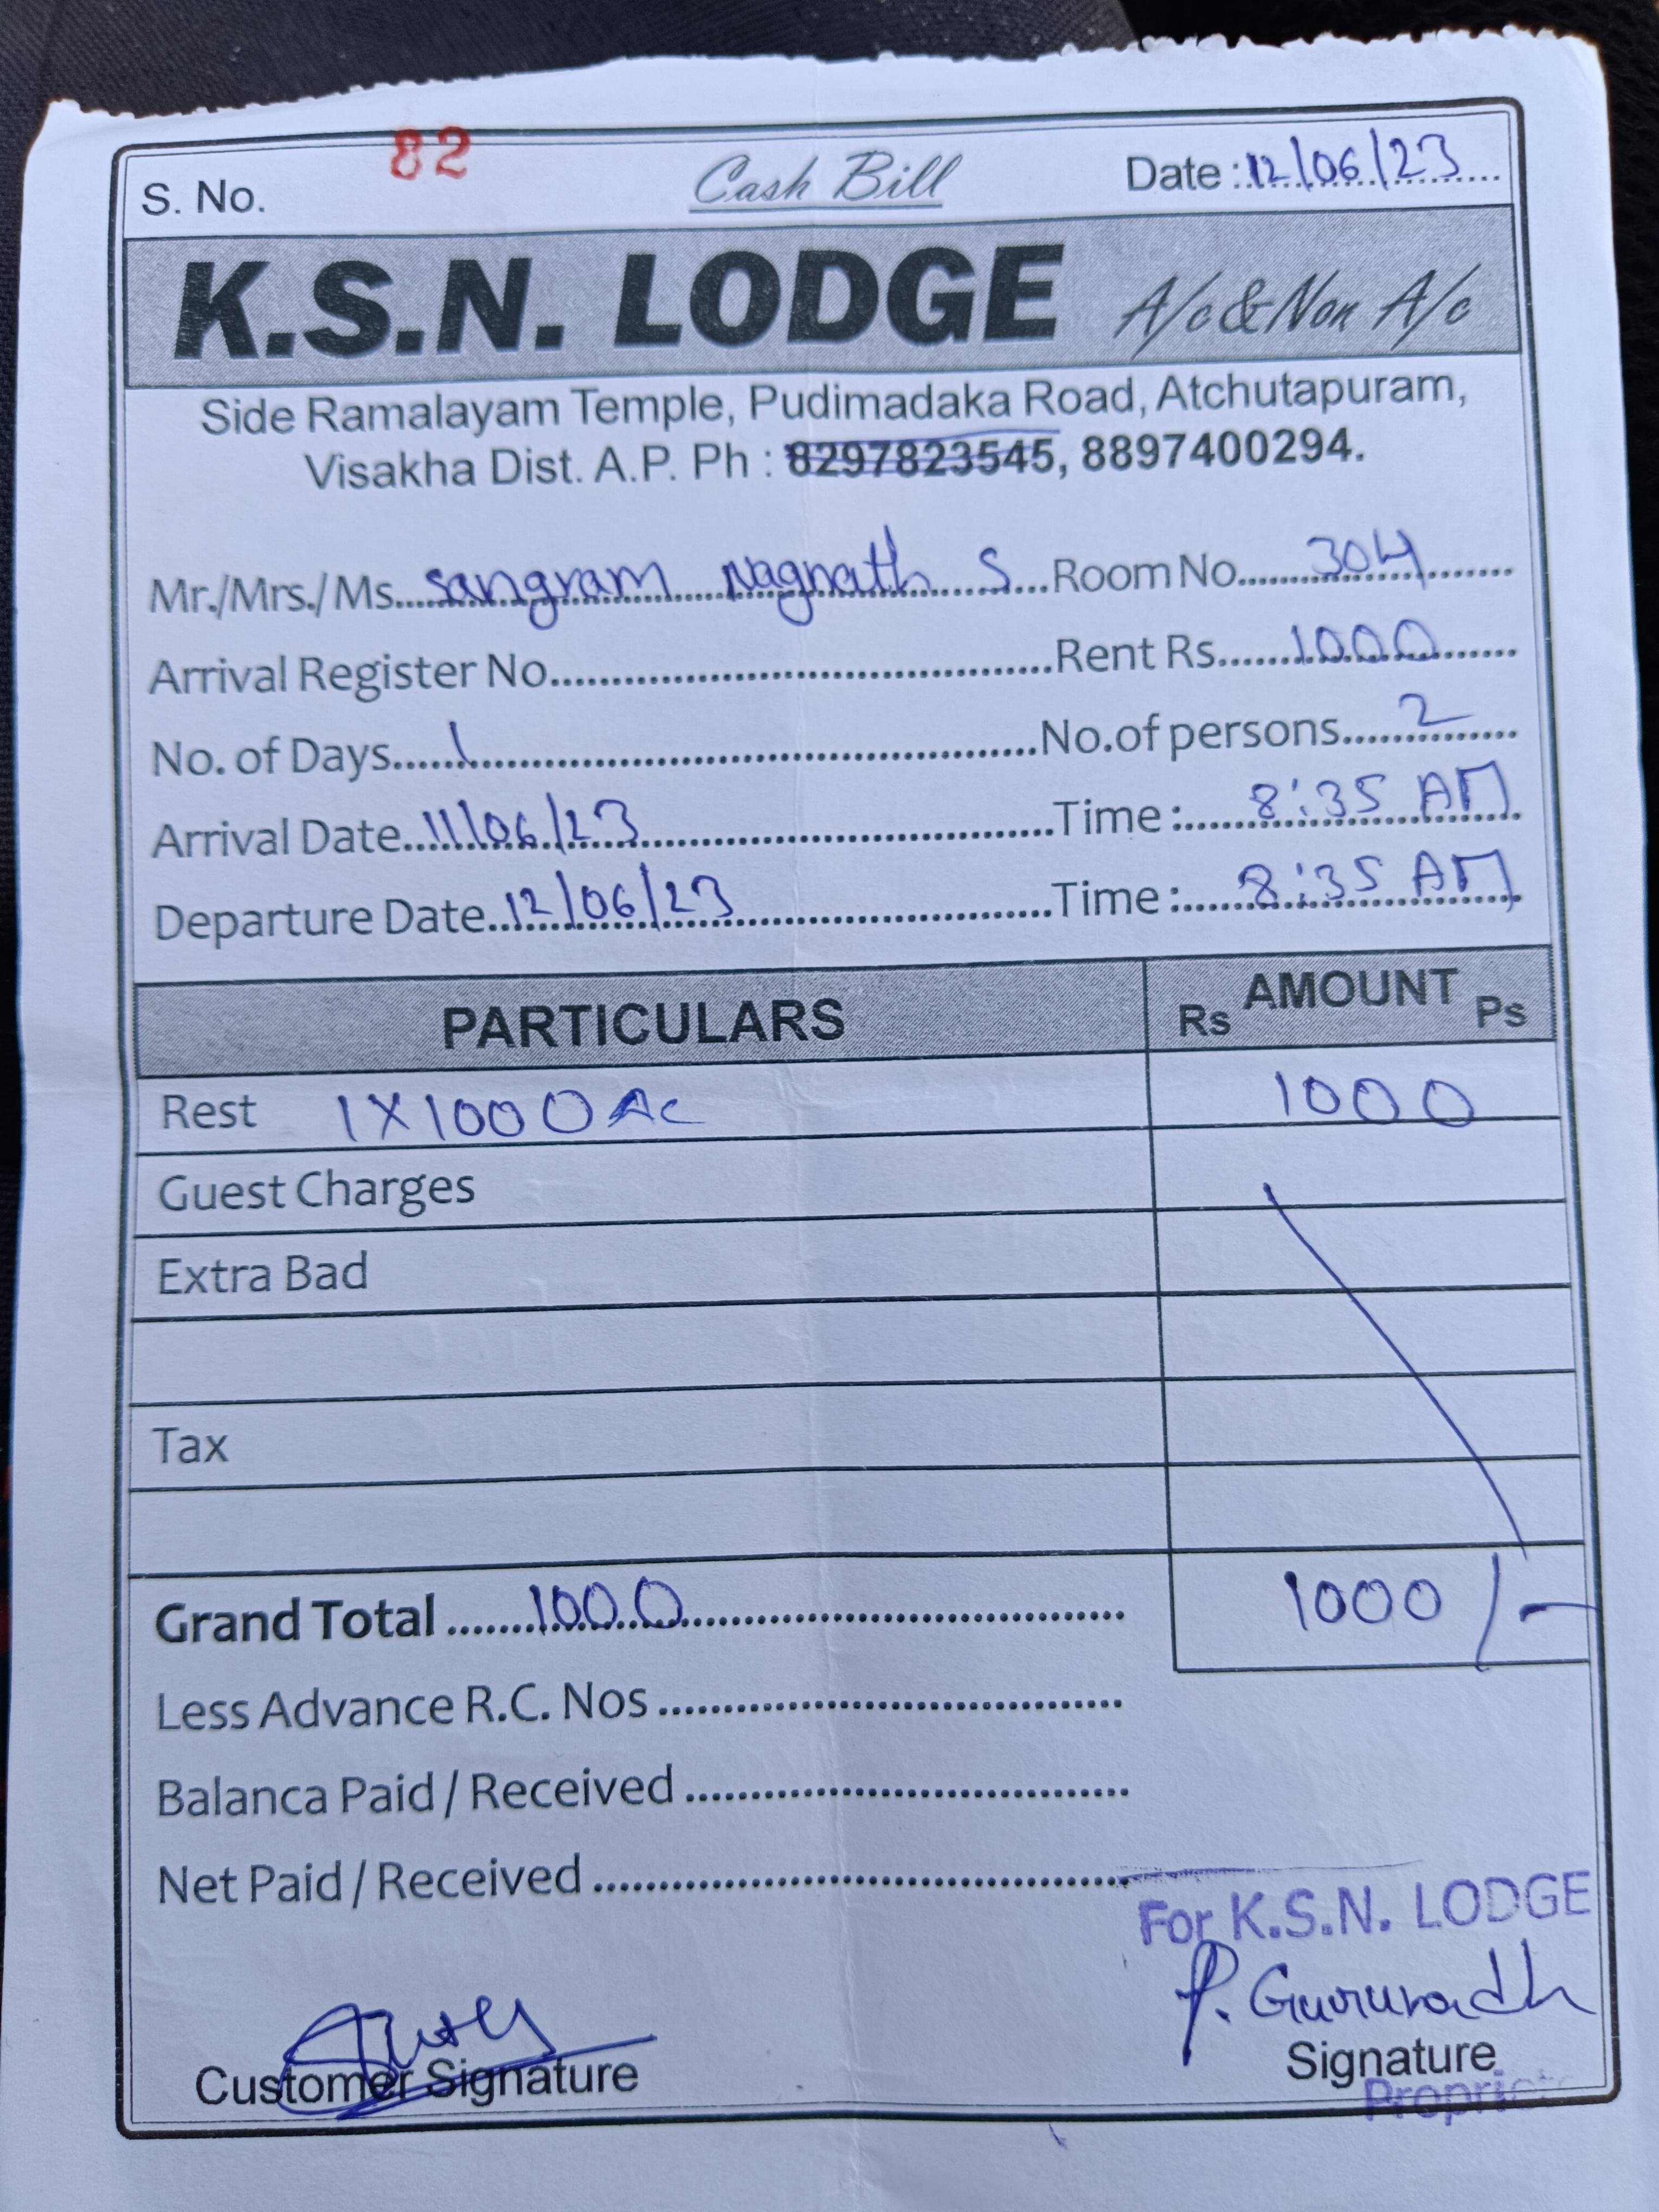 S. No. 82 Cash Bill Date : 12/06/23
K.S.N. LODGE A/c & Non A/c
Side Ramalayam Temple, Pudimadaka Road, Atchutapuram,
Visakha Dist. A.P. Ph : 8297823545, 8897400294.
Mr./Mrs./Ms. sangram Nagnath S Room No. 304
Arrival Register No. Rent Rs. 1000
No. of Days 1 No.of persons 2
Arrival Date 11/06/23 Time : 8:35 AM
Departure Date 12/06/23 Time : 8:35 AM
PARTICULARS AMOUNT Rs Ps
Rest 1X1000 AC 1000
Guest Charges
Extra Bad
Tax
Grand Total 1000 1000/-
Less Advance R.C. Nos
Balanca Paid / Received
Net Paid / Received
For K.S.N. LODGE
Customer Signature Signature